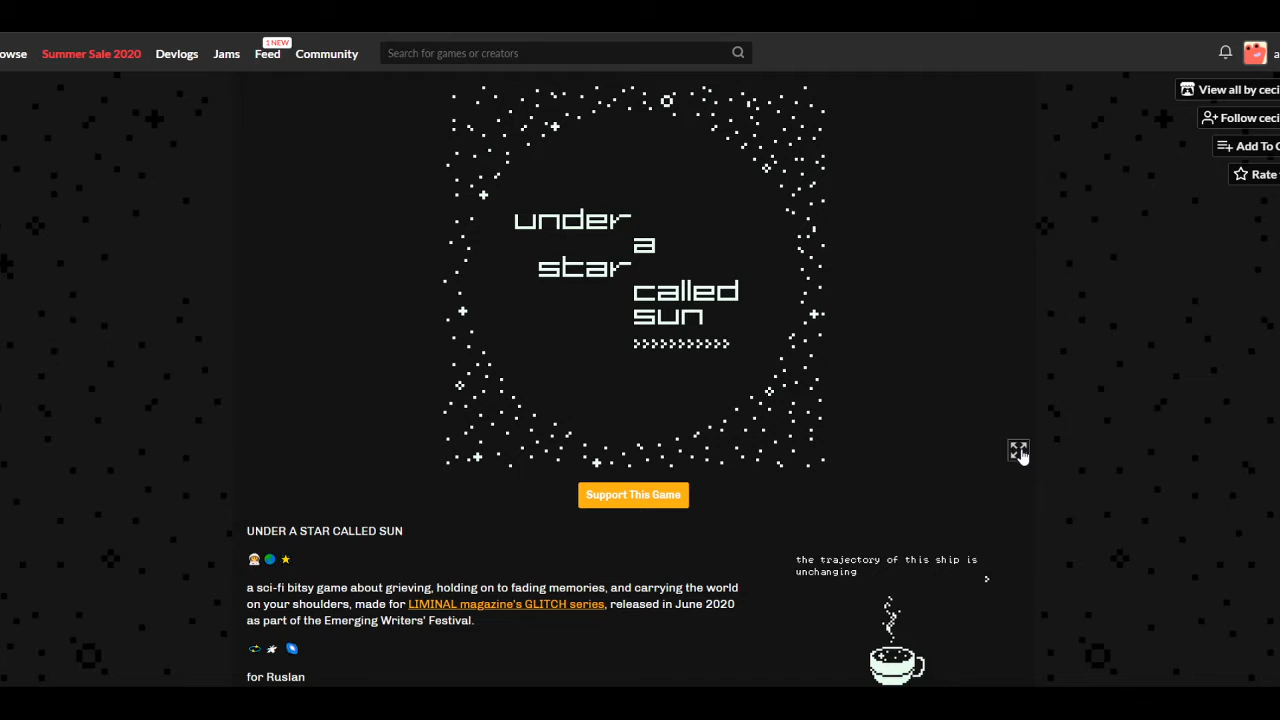 owse Summer Sale 2020 Devlogs Jams Feed 1 NEW Community Search for games or creators a
View all by ceci
Follow ceci
Add To C
Rate
under
a
star
called
sun
Support This Game
UNDER A STAR CALLED SUN
a sci-fi bitsy game about grieving, holding on to fading memories, and carrying the world
on your shoulders, made for LIMINAL magazine's GLITCH series, released in June 2020
as part of the Emerging Writers' Festival.
for Ruslan
the trajectory of this ship is
unchanging